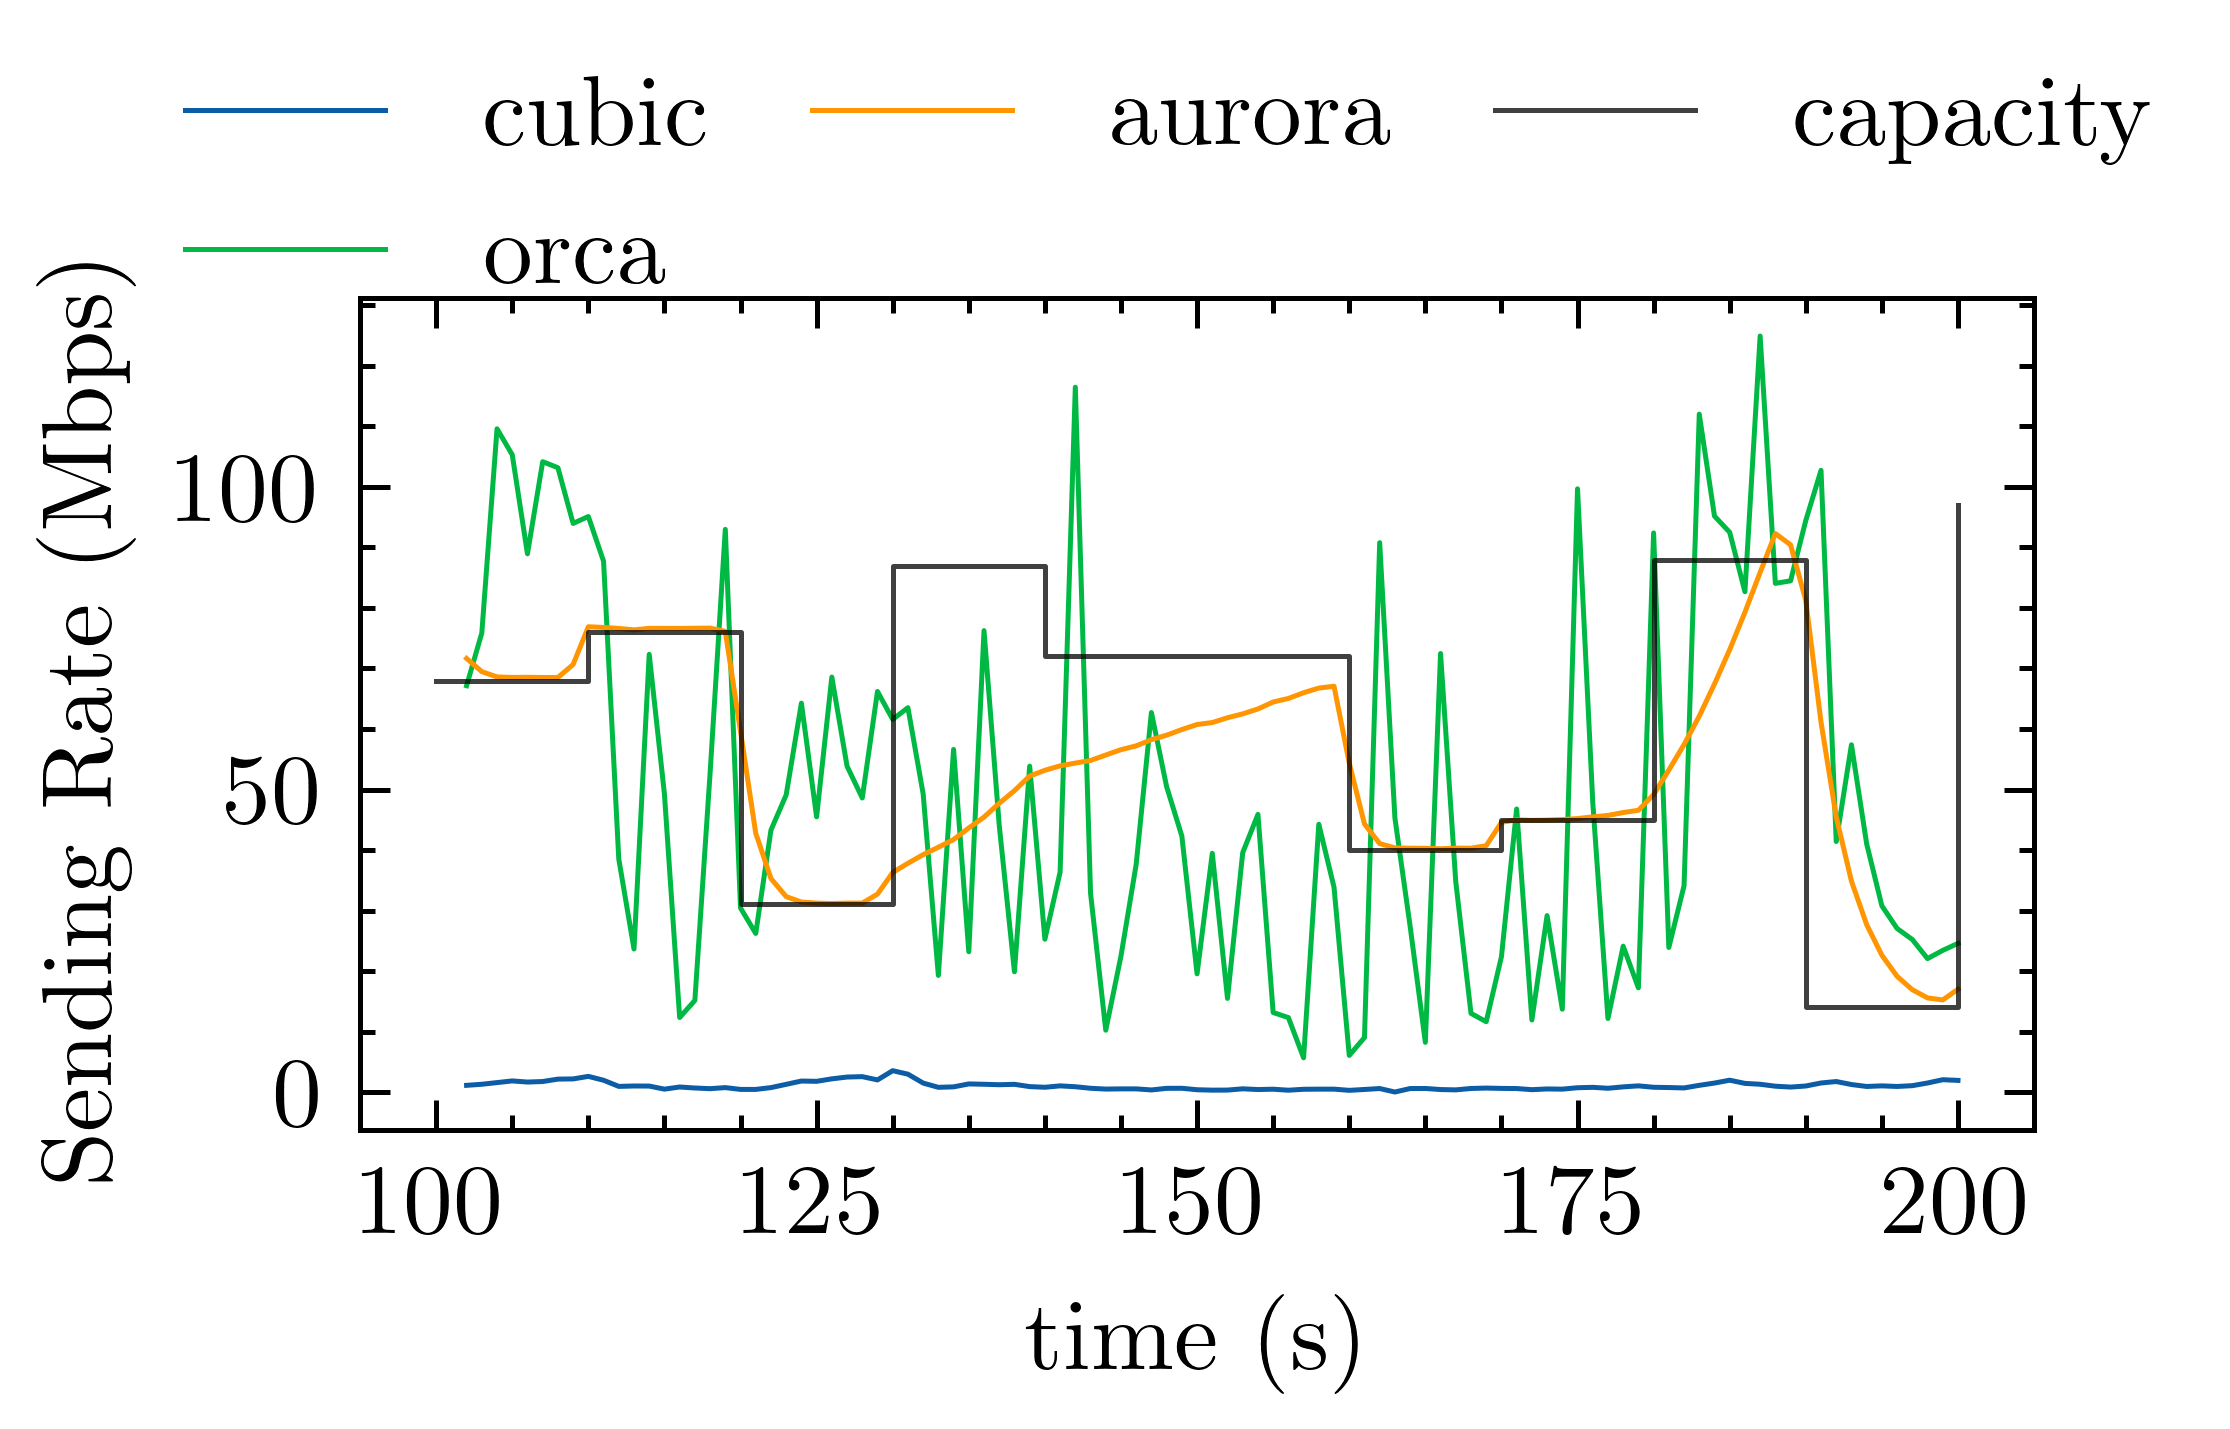 cubic aurora capacity
orca
Sending Rate (Mbps)
100
50
0
100 125 150 175 200
time (s)